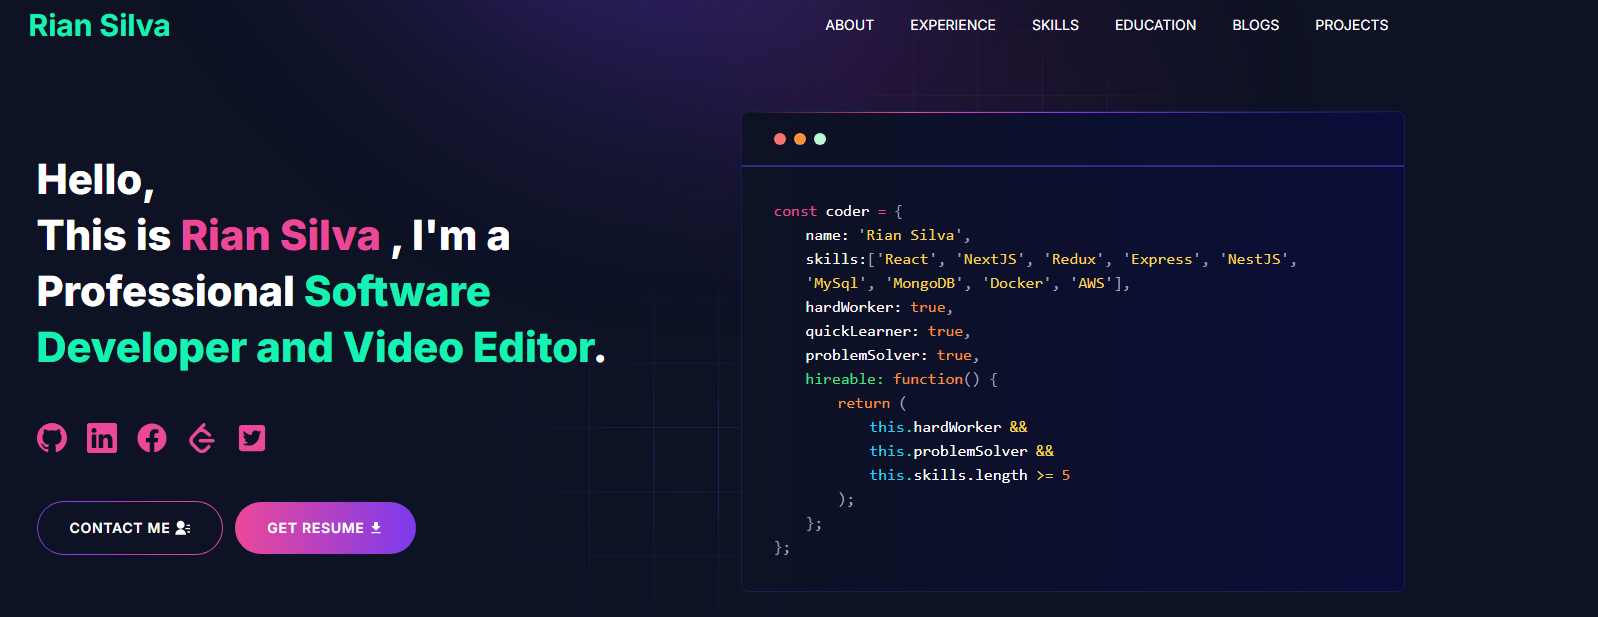 Rian Silva
ABOUT
EXPERIENCE
SKILLS
EDUCATION
BLOGS
PROJECTS
Hello,
This is Rian Silva , I'm a
Professional Software
Developer and Video Editor.
CONTACT ME
GET RESUME
const coder = {
name: 'Rian Silva',
skills:['React', 'NextJS', 'Redux', 'Express', 'NestJS',
'MySql', 'MongoDB', 'Docker', 'AWS'],
hardWorker: true,
quickLearner: true,
problemSolver: true,
hireable: function() {
return (
this.hardWorker &&
this.problemSolver &&
this.skills.length >= 5
);
};
};